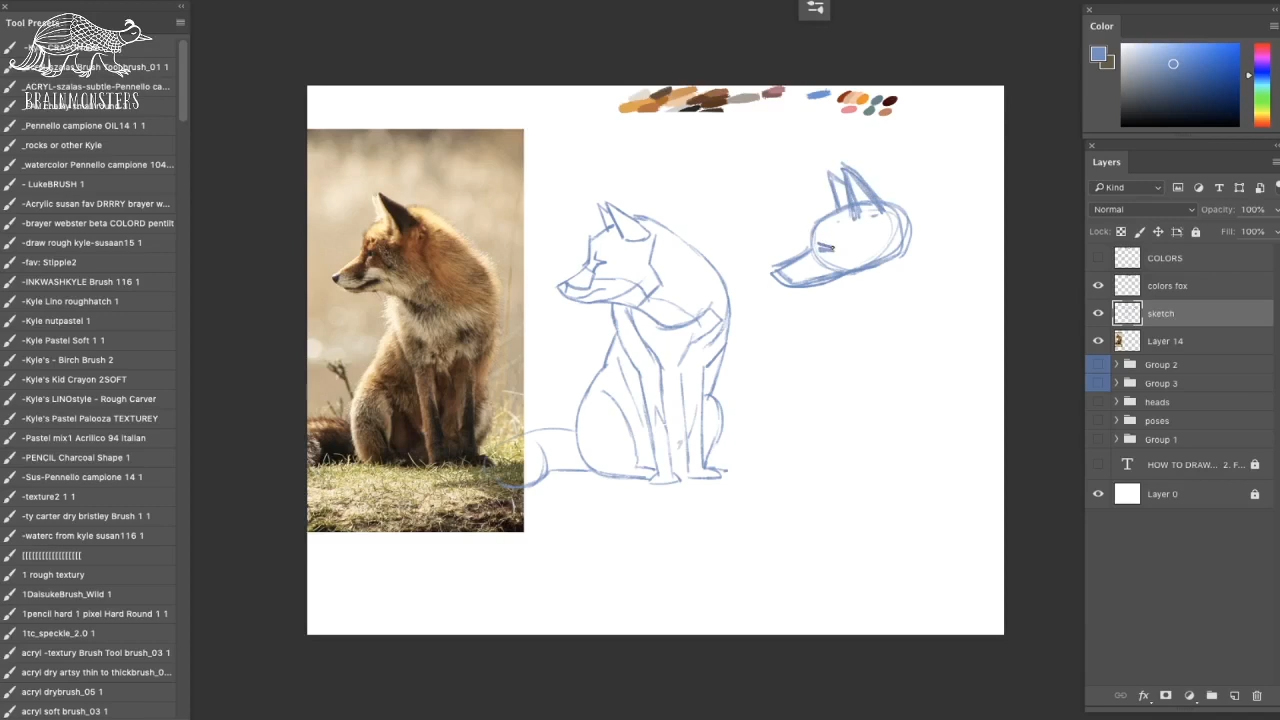 Tool Presets
BRAINMONSTERS
_Pennello campione OIL14 1 1
_rocks or other Kyle
_watercolor Pennello campione 104...
- LukeBRUSH 1
-Acrylic susan fav DRRRY brayer w...
-brayer webster beta COLORD pentilt
-draw rough kyle-susaan15 1
-fav: Stipple2
-INKWASHKYLE Brush 116 1
-Kyle Lino roughhatch 1
-Kyle nutpastel 1
-Kyle Pastel Soft 1 1
-Kyle's - Birch Brush 2
-Kyle's Kid Crayon 2SOFT
-Kyle's LINOstyle - Rough Carver
-Kyle's Pastel Palooza TEXTUREY
-Pastel mix1 Acrilico 94 italian
-PENCIL Charcoal Shape 1
-Sus-Pennello campione 14 1
-texture2 1 1
-ty carter dry bristley Brush 1 1
-waterc from kyle susan116 1
[[[[[[[[[[[[[[[[[
1 rough textury
1DaisukeBrush_Wild 1
1pencil hard 1 pixel Hard Round 1 1
1tc_speckle_2.0 1
acryl -textury Brush Tool brush_03 1
acryl dry artsy thin to thickbrush_0...
acryl drybrush_05 1
acryl soft brush_03 1
Color
Layers
Kind
Normal Opacity: 100%
Lock: Fill: 100%
COLORS
colors fox
sketch
Layer 14
Group 2
Group 3
heads
poses
Group 1
T HOW TO DRAW... 2. F...
Layer 0
fx